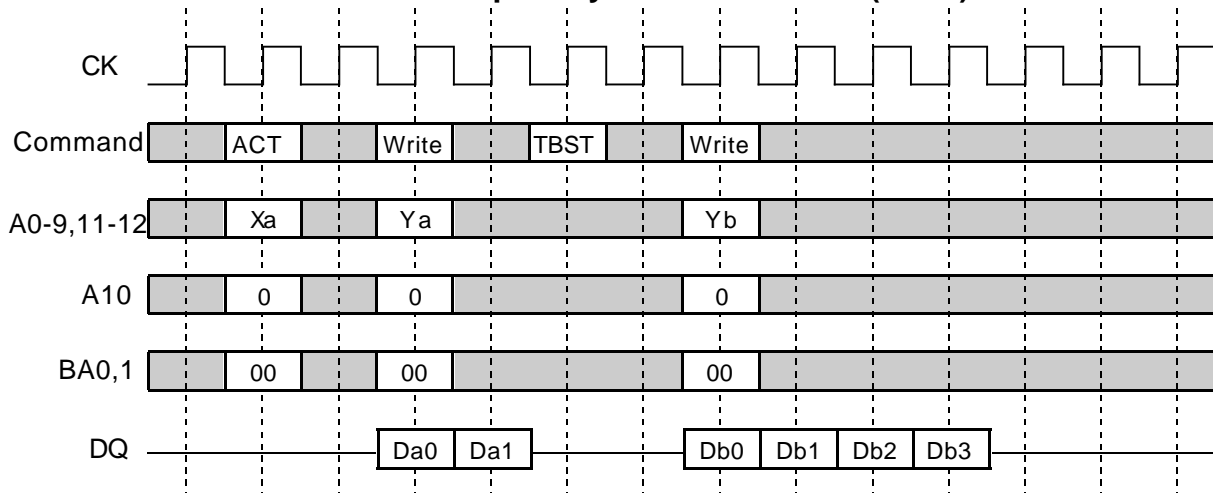 CK
Command ACT Write TBST Write
A0-9,11-12 Xa Ya Yb
A10 0 0 0
BA0,1 00 00 00
DQ Da0 Da1 Db0 Db1 Db2 Db3